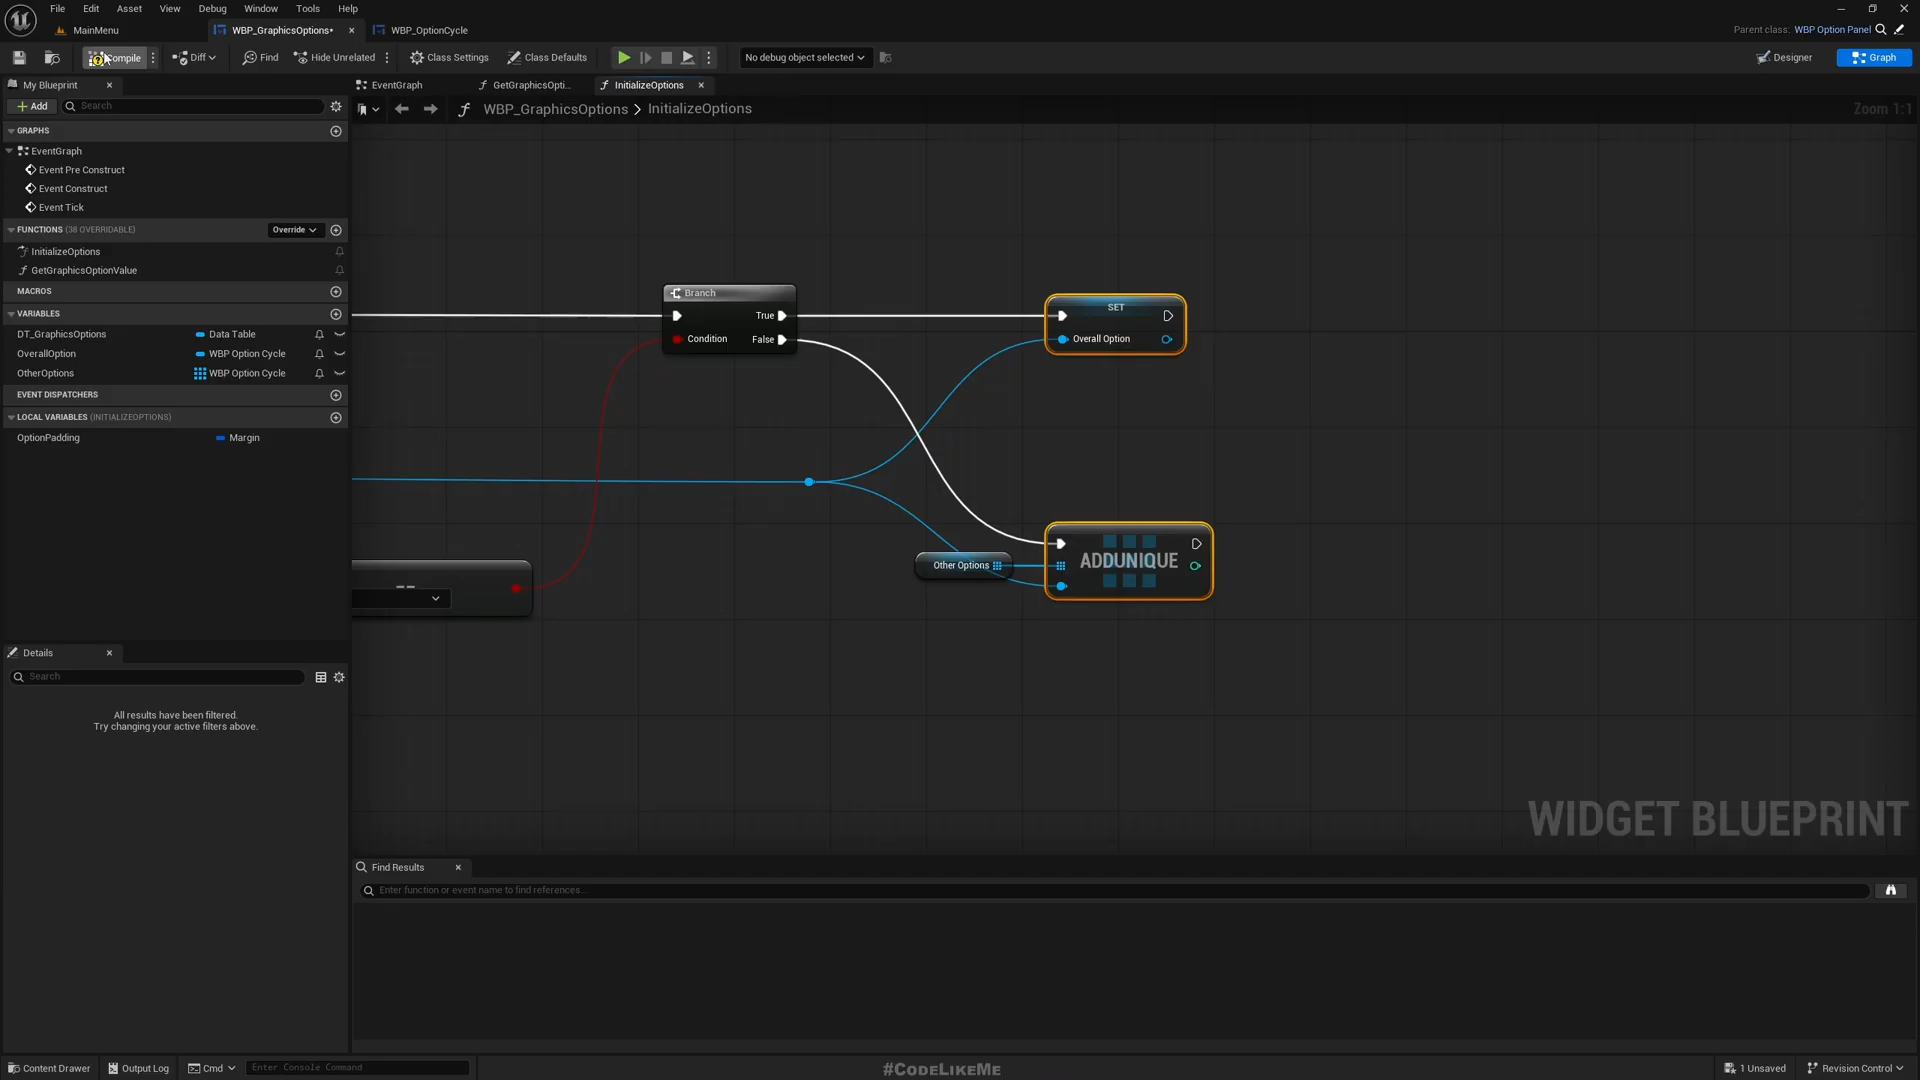 File Edit Asset View Debug Window Tools Help
MainMenu WBP_GraphicsOptions• WBP_OptionCycle Parent class: WBP Option Panel
Compile Diff Find Hide Unrelated Class Settings Class Defaults No debug object selected Designer Graph
My Blueprint EventGraph GetGraphicsOpti... InitializeOptions
Add Search WBP_GraphicsOptions > InitializeOptions Zoom 1:1
GRAPHS
EventGraph
Event Pre Construct
Event Construct
Event Tick
FUNCTIONS (38 OVERRIDABLE) Override
InitializeOptions
GetGraphicsOptionValue
MACROS
VARIABLES
DT_GraphicsOptions Data Table
OverallOption WBP Option Cycle
OtherOptions WBP Option Cycle
EVENT DISPATCHERS
LOCAL VARIABLES (INITIALIZEOPTIONS)
OptionPadding Margin
Branch
True
Condition False
SET
Overall Option
==
Other Options
ADDUNIQUE
Details
Search
All results have been filtered.
Try changing your active filters above.
WIDGET BLUEPRINT
Find Results
Enter function or event name to find references...
Content Drawer Output Log Cmd Enter Console Command #CODELIKEME 1 Unsaved Revision Control